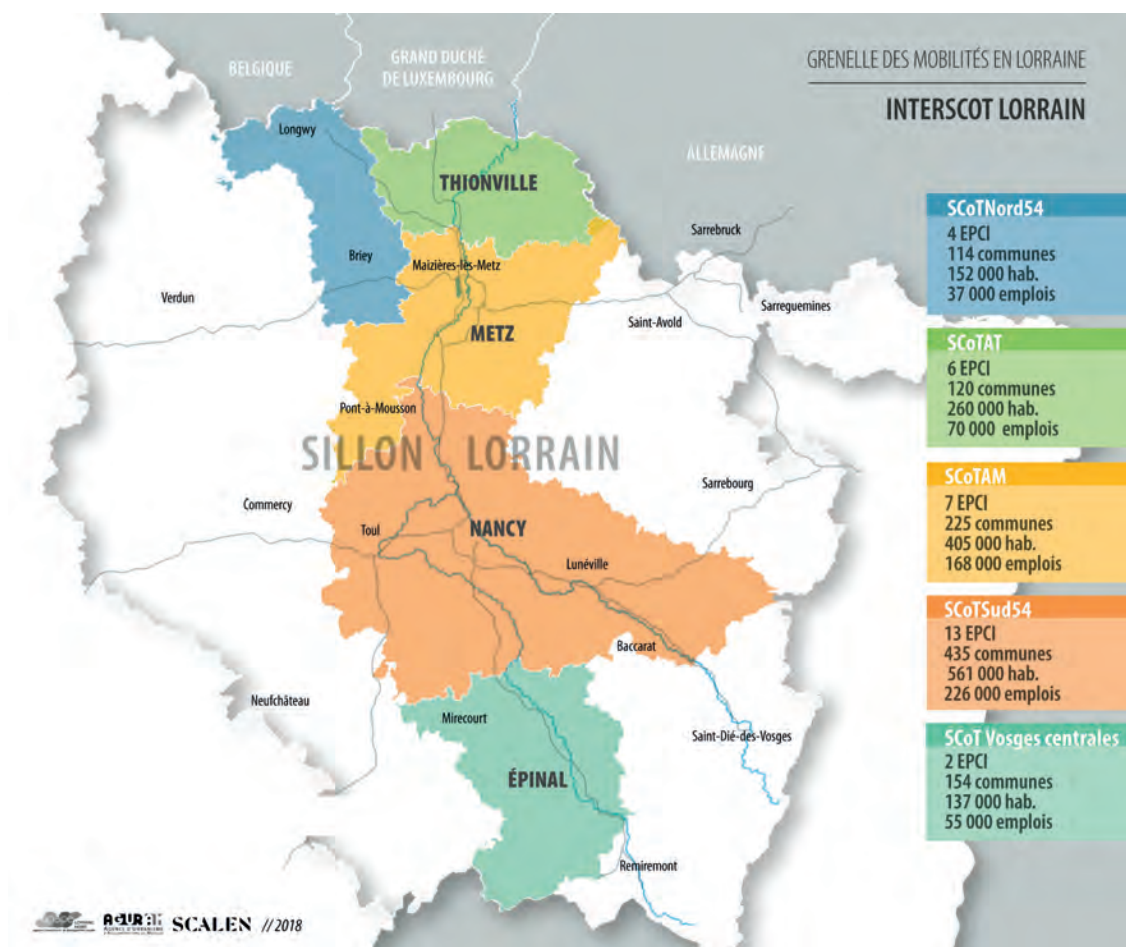 GRENELLE DES MOBILITÉS EN LORRAINE
INTERSCOT LORRAIN
BELGIQUE
GRAND DUCHÉ
DE LUXEMBOURG
ALLEMAGNE
Longwy
THIONVILLE
Briey
Maizières-lès-Metz
Sarrebruck
Verdun
Sarreguemines
Saint-Avold
METZ
Pont-à-Mousson
SILLON LORRAIN
Sarrebourg
Commercy
Toul
NANCY
Lunéville
Baccarat
Neufchâteau
Mirecourt
Saint-Dié-des-Vosges
ÉPINAL
Remiremont
SCoTNord54
4 EPCI
114 communes
152 000 hab.
37 000 emplois
SCoTAT
6 EPCI
120 communes
260 000 hab.
70 000 emplois
SCoTAM
7 EPCI
225 communes
405 000 hab.
168 000 emplois
SCoTSud54
13 EPCI
435 communes
561 000 hab.
226 000 emplois
SCoT Vosges centrales
2 EPCI
154 communes
137 000 hab.
55 000 emplois
SCALEN //2018